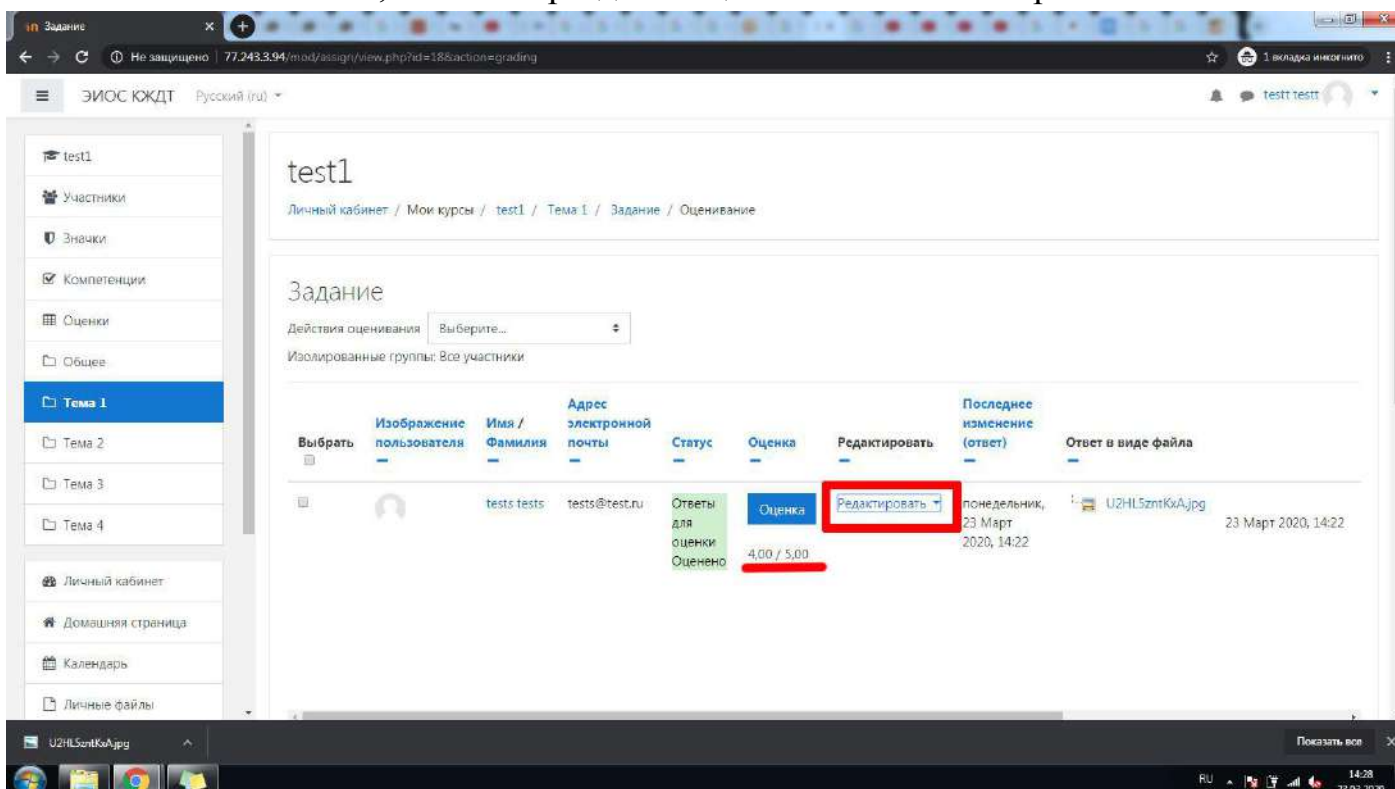 Задание
Не защищено 77.243.3.94/mod/assign/view.php?id=18&action=grading
1 вкладка инкогнито
ЭИОС КЖДТ Русский (ru)
testt testt
test1
Участники
Значки
Компетенции
Оценки
Общее
Тема 1
Тема 2
Тема 3
Тема 4
Личный кабинет
Домашняя страница
Календарь
Личные файлы
test1
Личный кабинет / Мои курсы / test1 / Тема 1 / Задание / Оценивание
Задание
Действия оценивания Выберите...
Изолированные группы: Все участники
Выбрать
Изображение
пользователя
Имя /
Фамилия
Адрес
электронной
почты
Статус
Оценка
Редактировать
Последнее
изменение
(ответ)
Ответ в виде файла
tests tests
tests@test.ru
Ответы
для
оценки
Оценено
Оценка
4,00 / 5,00
Редактировать
понедельник,
23 Март
2020, 14:22
U2HL5zntKxA.jpg
23 Март 2020, 14:22
U2HL5zntKxA.jpg
Показать все
RU
14:28